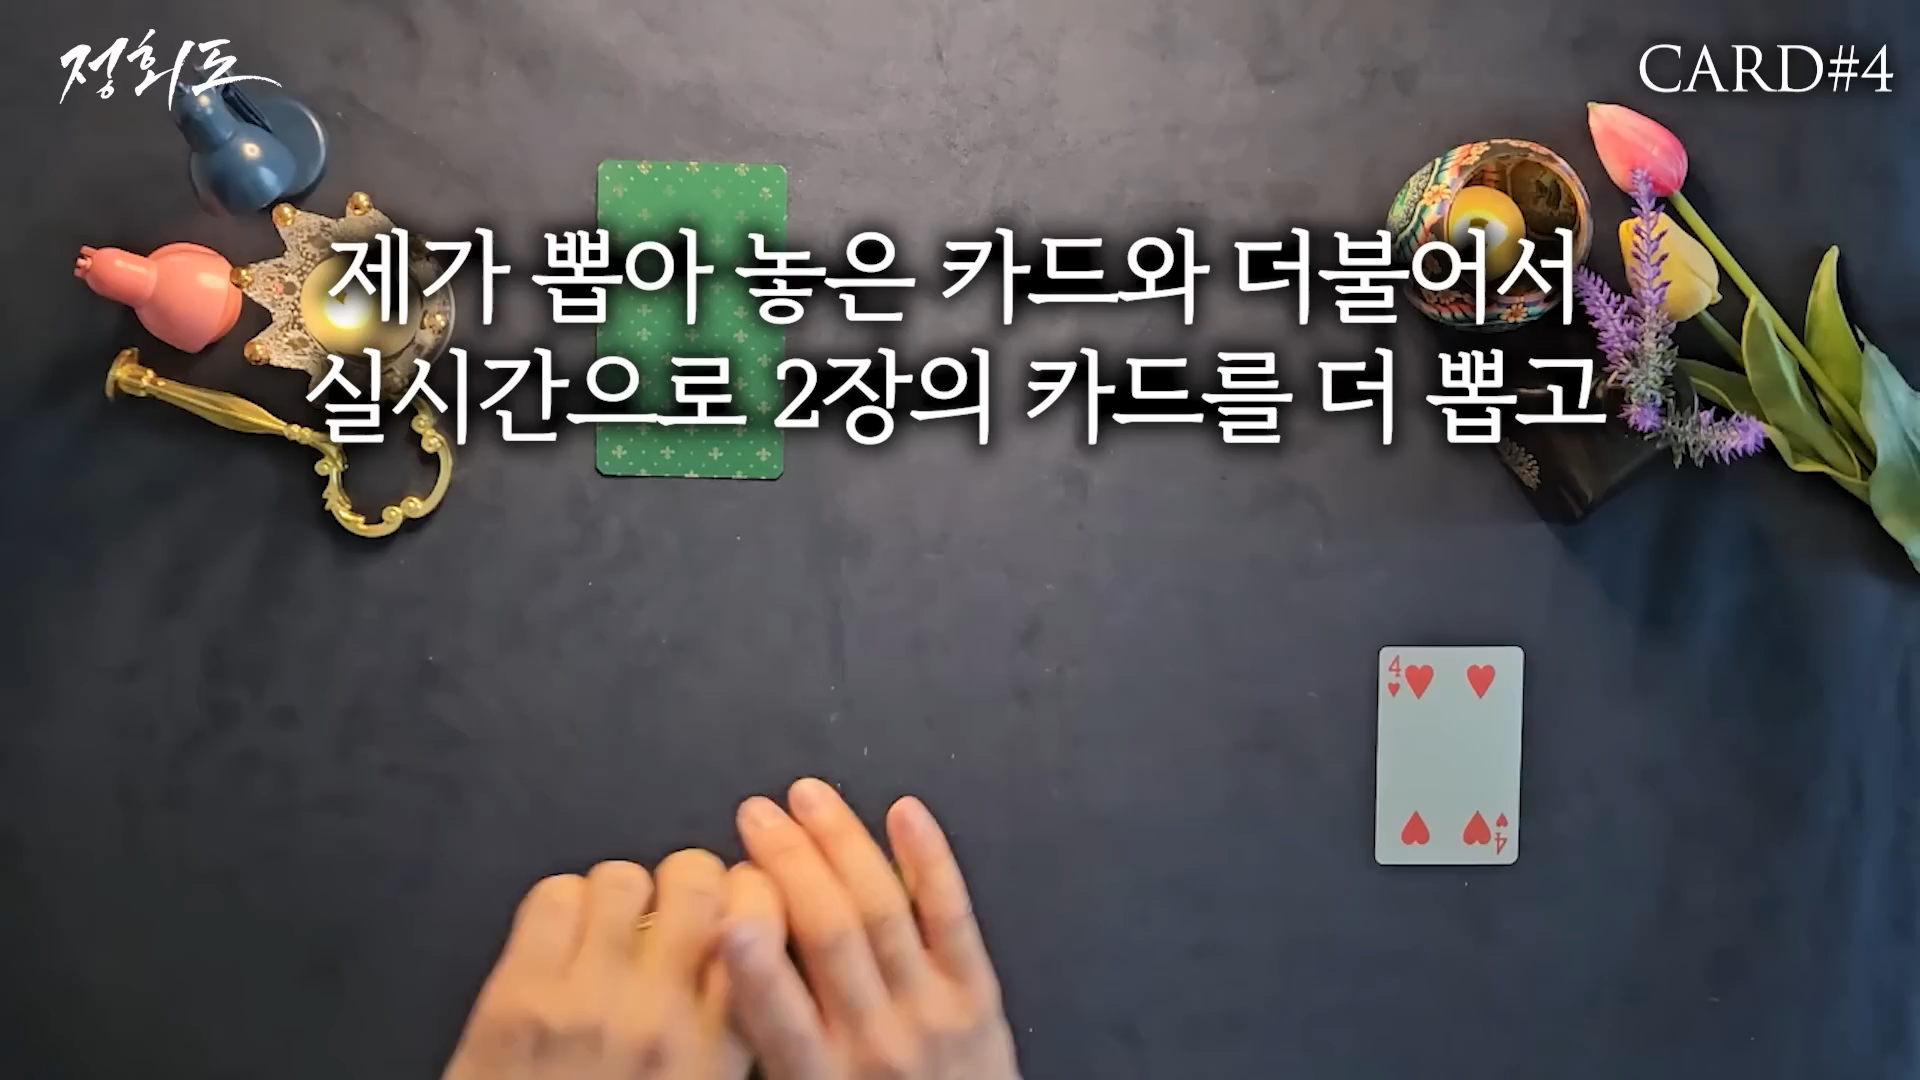 정회도
CARD#4
제가 뽑아 놓은 카드와 더불어서
실시간으로 2장의 카드를 더 뽑고
4
4